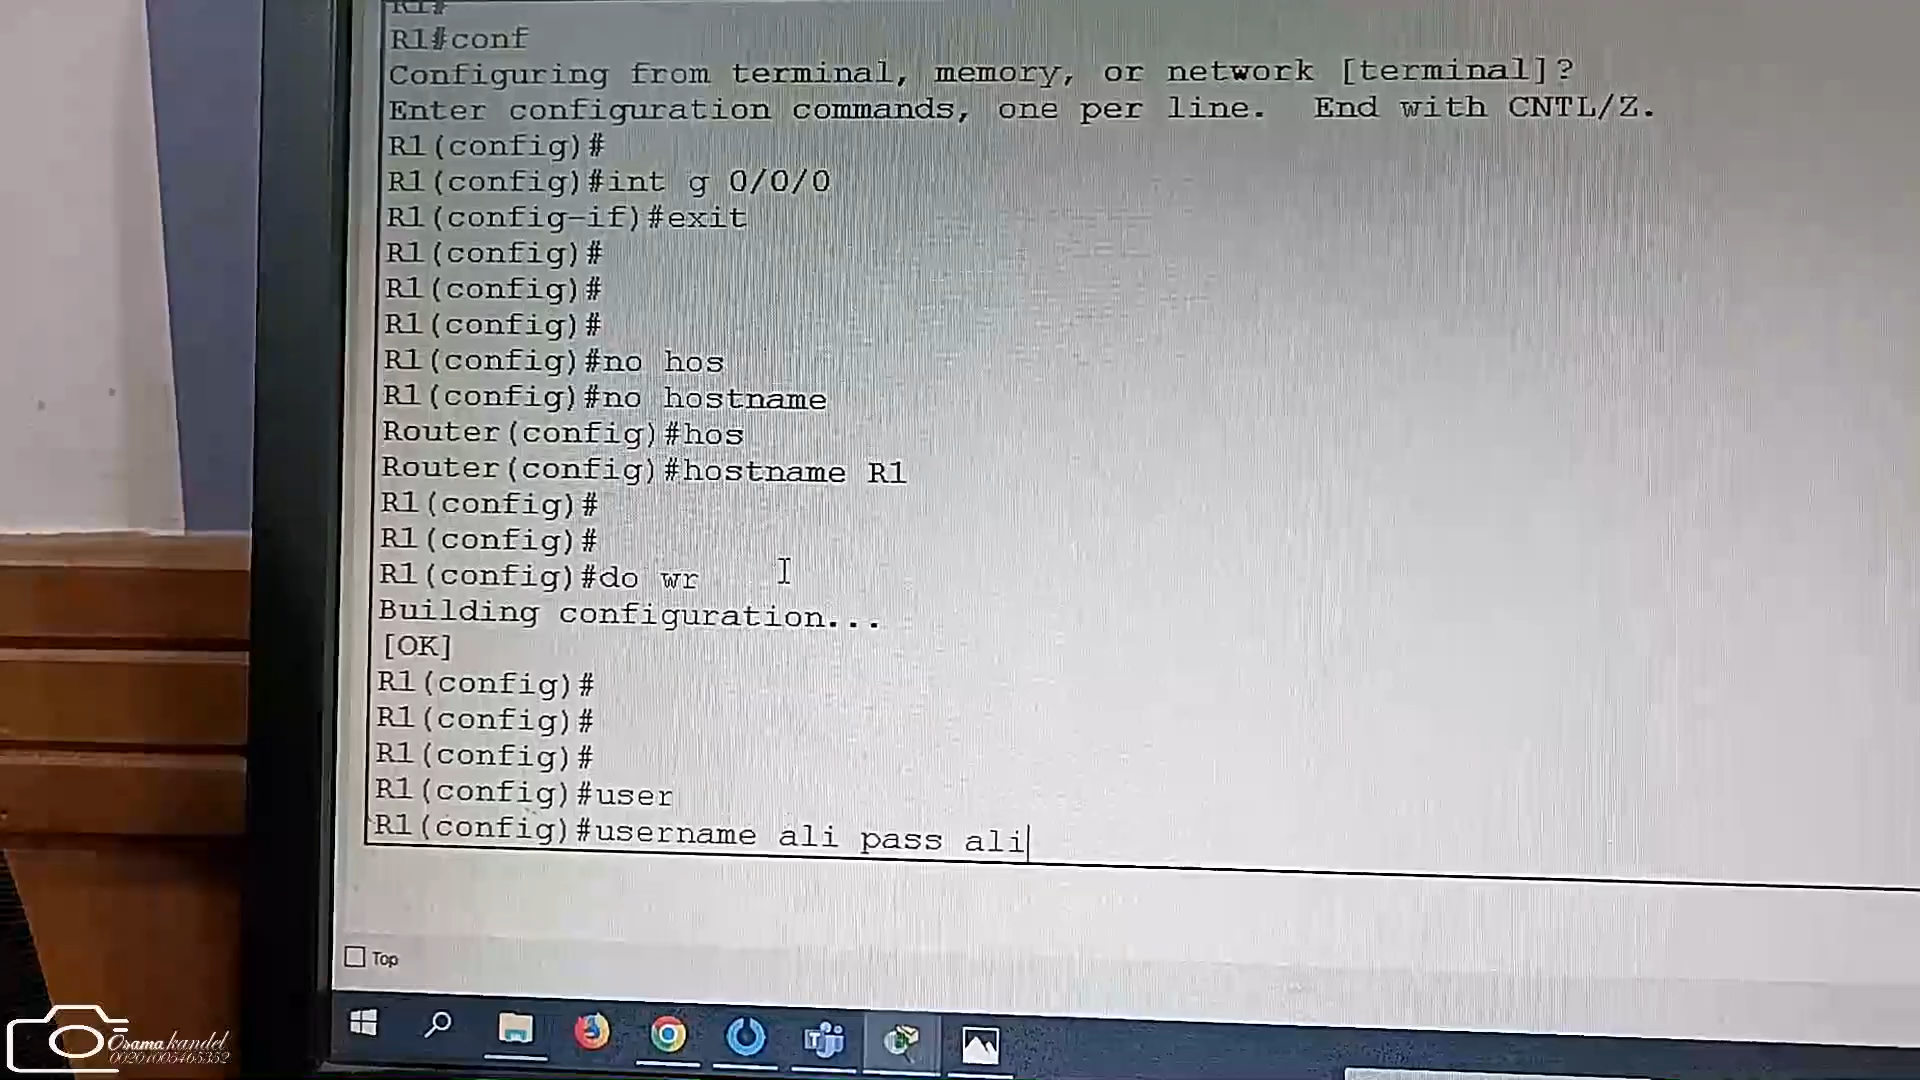 R1#
R1#conf
Configuring from terminal, memory, or network [terminal]?
Enter configuration commands, one per line.  End with CNTL/Z.
R1(config)#
R1(config)#int g 0/0/0
R1(config-if)#exit
R1(config)#
R1(config)#
R1(config)#
R1(config)#no hos
R1(config)#no hostname
Router(config)#hos
Router(config)#hostname R1
R1(config)#
R1(config)#
R1(config)#do wr
Building configuration...
[OK]
R1(config)#
R1(config)#
R1(config)#
R1(config)#user
R1(config)#username ali pass ali
Top
Osama kandel
00201005465352